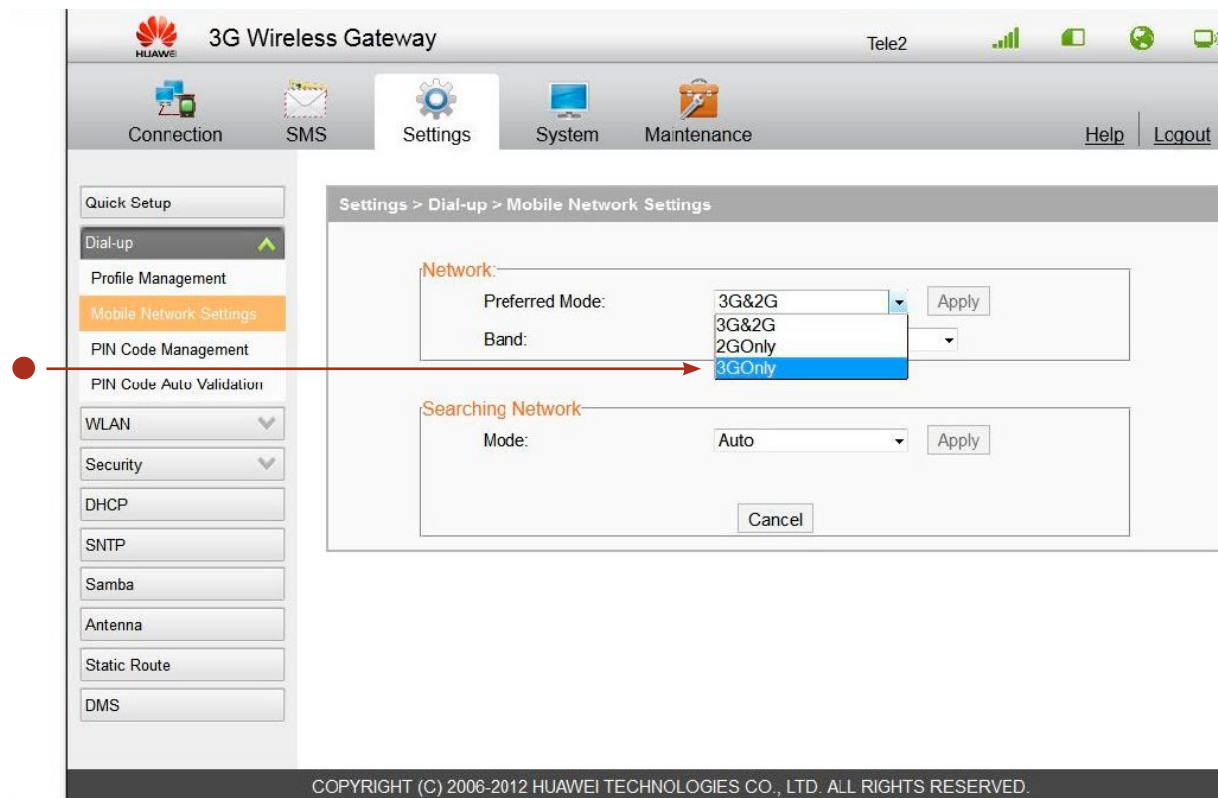 HUAWEI
3G Wireless Gateway
Tele2
Connection
SMS
Settings
System
Maintenance
Help
Logout
Quick Setup
Dial-up
Profile Management
Mobile Network Settings
PIN Code Management
PIN Code Auto Validation
WLAN
Security
DHCP
SNTP
Samba
Antenna
Static Route
DMS
Settings > Dial-up > Mobile Network Settings
Network:
Preferred Mode: 3G&2G Apply
3G&2G
Band:
2GOnly
3GOnly
Searching Network
Mode: Auto Apply
Cancel
COPYRIGHT (C) 2006-2012 HUAWEI TECHNOLOGIES CO., LTD. ALL RIGHTS RESERVED.